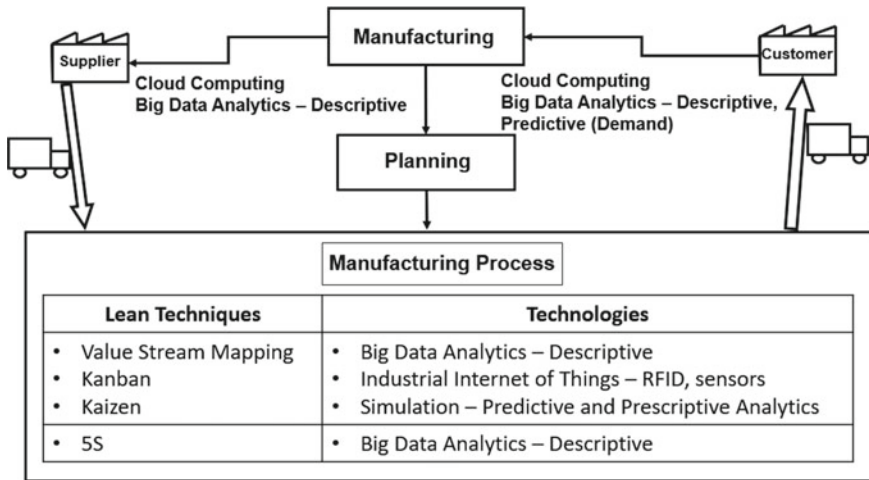 Supplier
Manufacturing
Customer
Cloud Computing
Big Data Analytics – Descriptive
Cloud Computing
Big Data Analytics – Descriptive,
Predictive (Demand)
Planning
Manufacturing Process
Lean Techniques
Technologies
• Value Stream Mapping
• Kanban
• Kaizen
• Big Data Analytics – Descriptive
• Industrial Internet of Things – RFID, sensors
• Simulation – Predictive and Prescriptive Analytics
• 5S
• Big Data Analytics – Descriptive